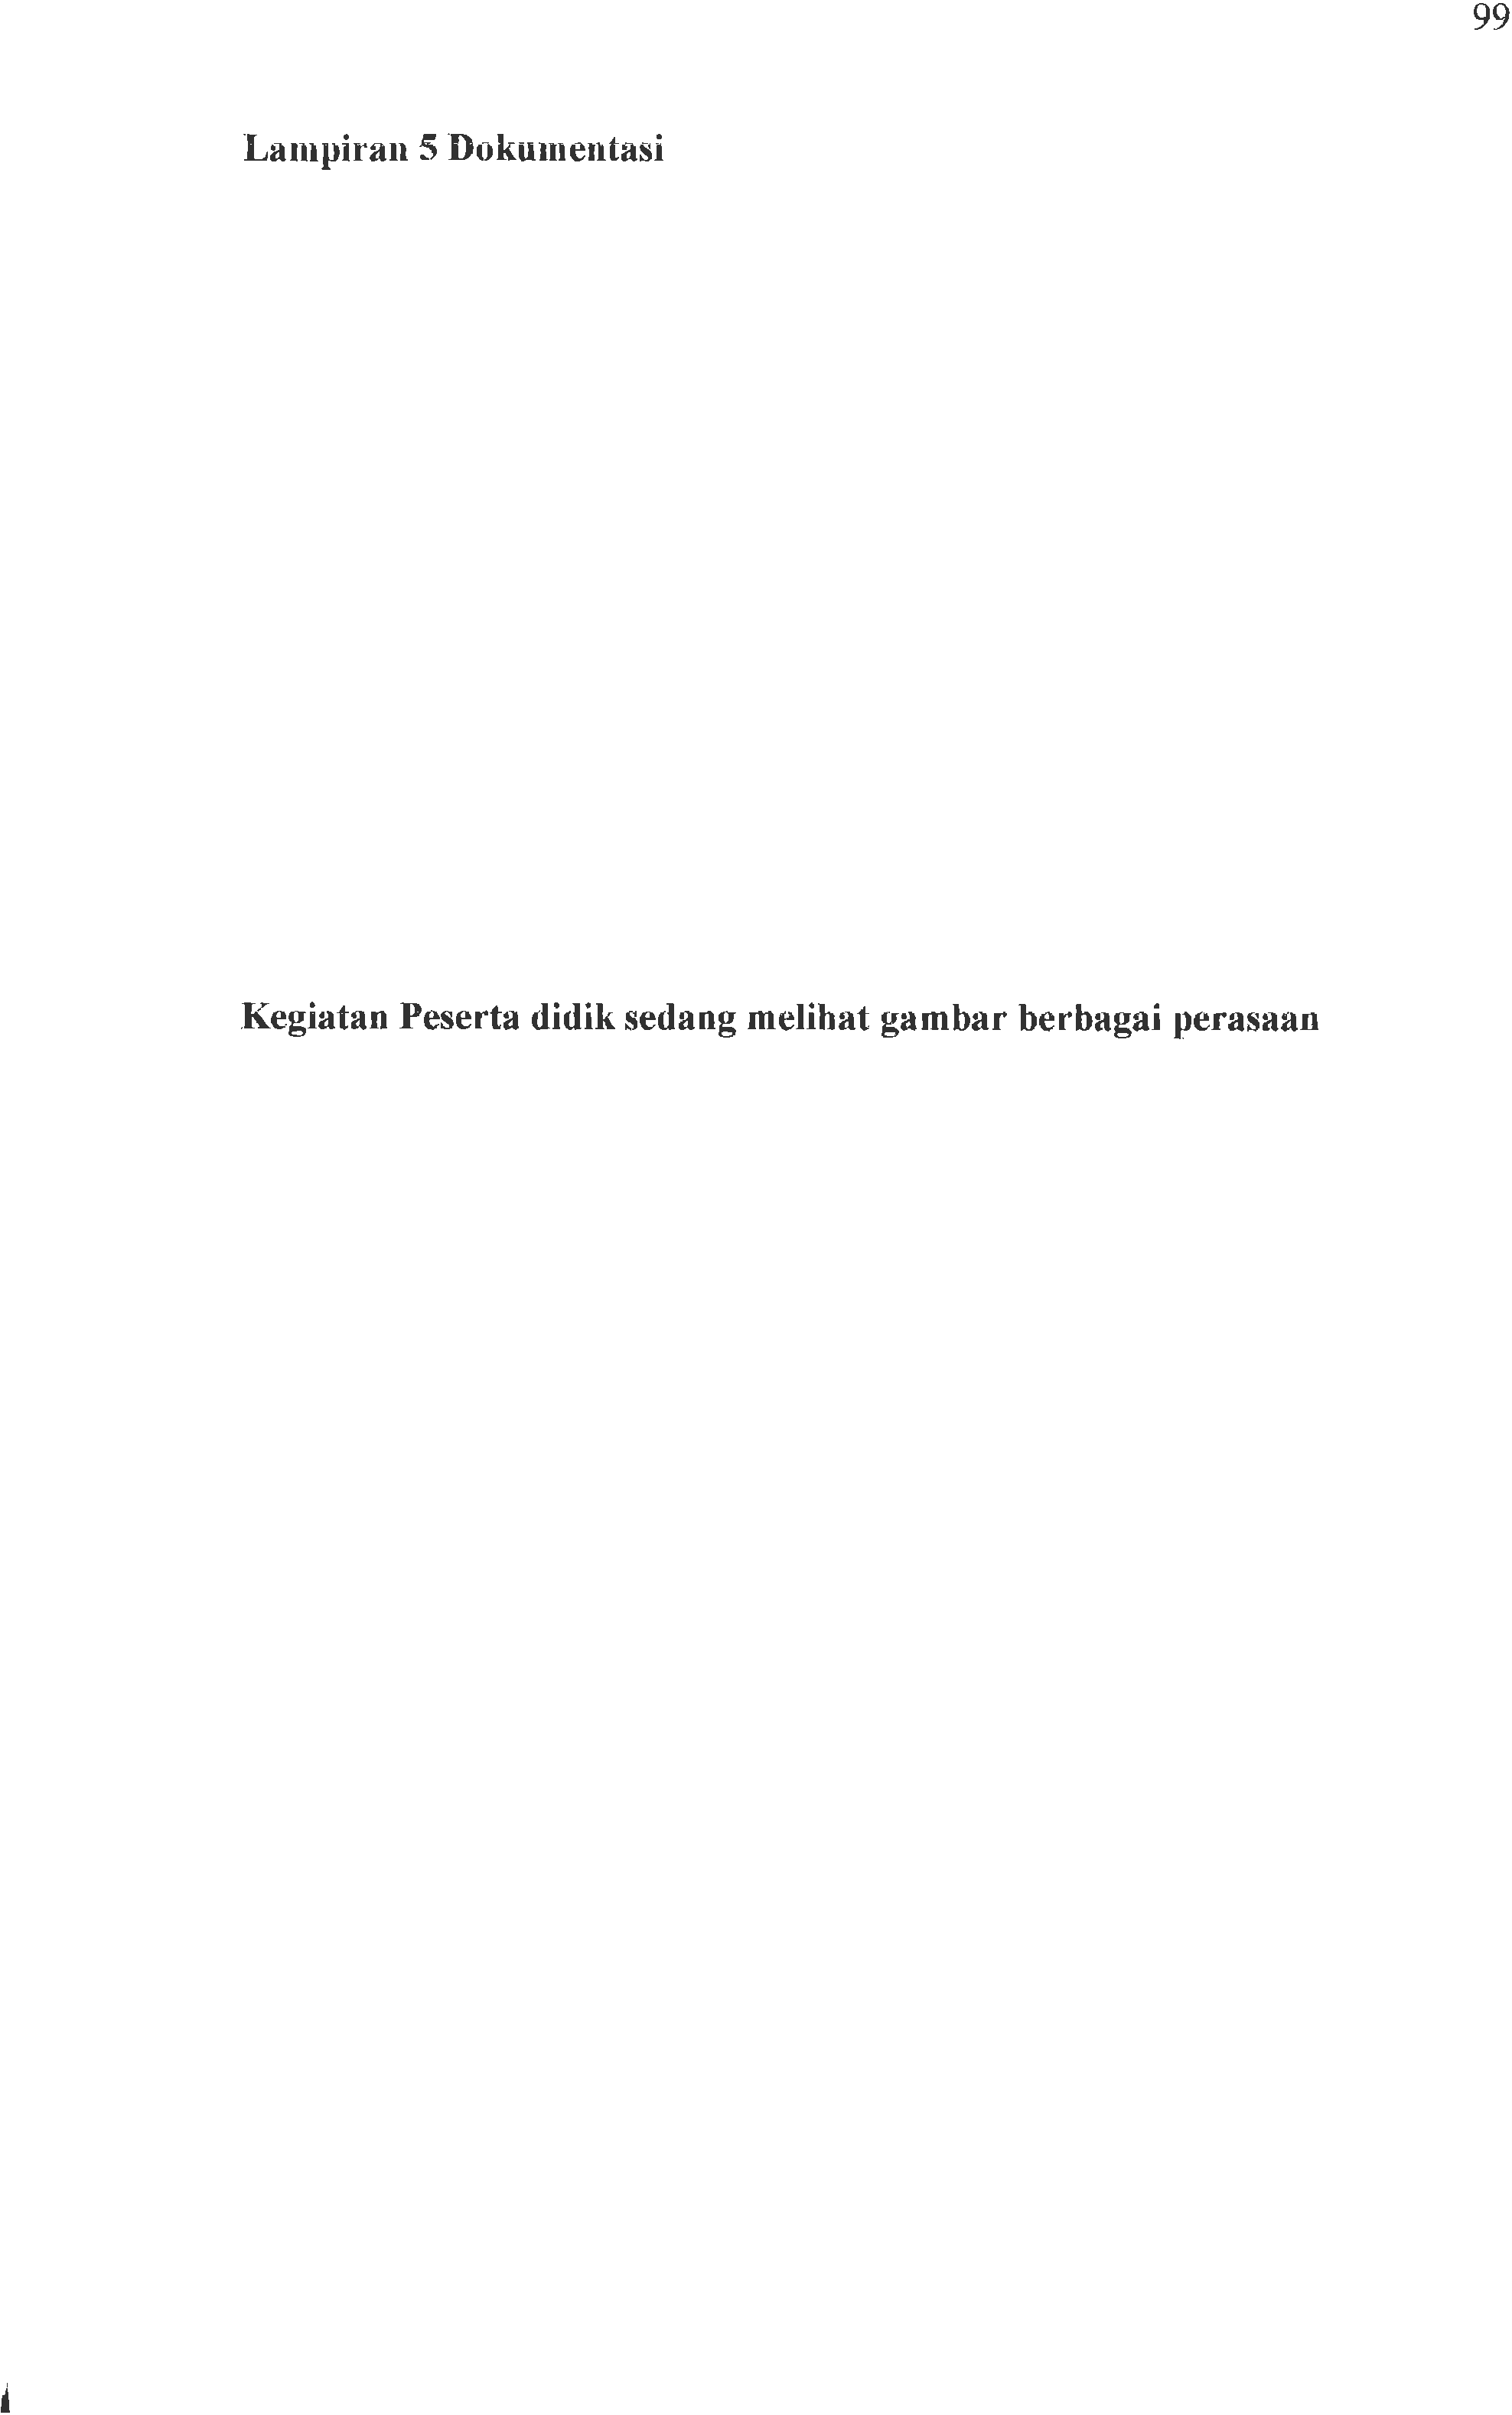 99
Lampiran 5 Dokumentasi
Kegiatan Peserta didik sedang melihat gambar berbagai perasaan